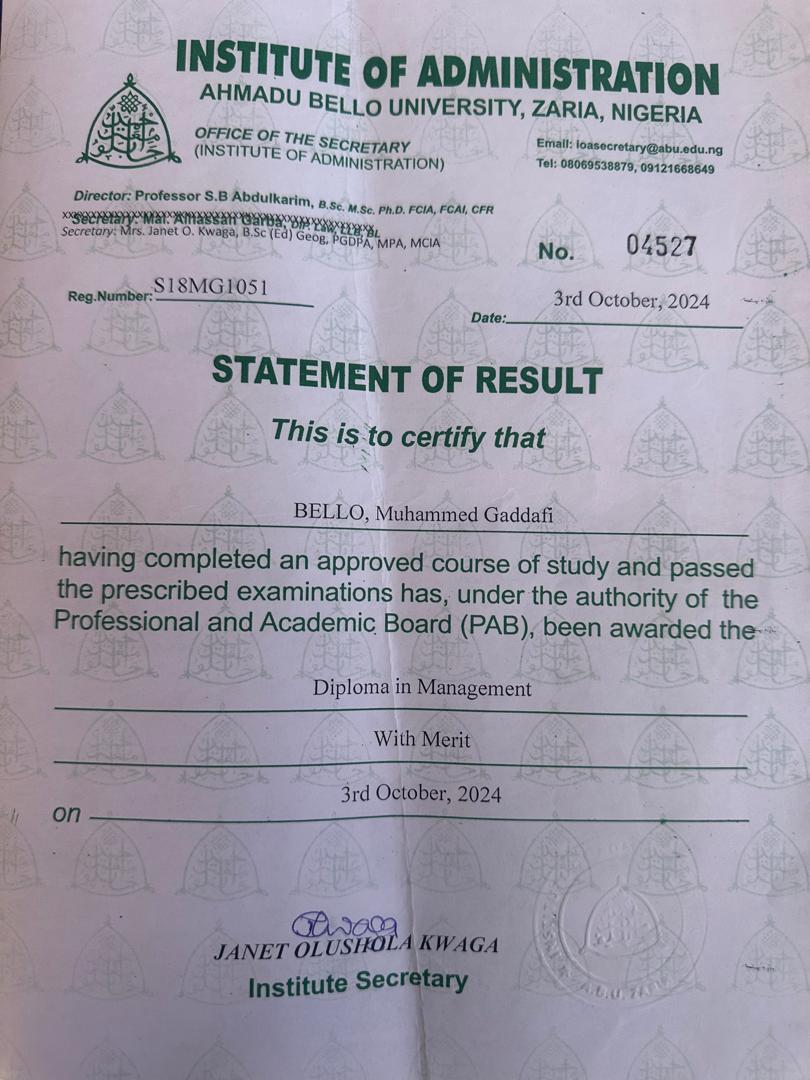 INSTITUTE OF ADMINISTRATION
AHMADU BELLO UNIVERSITY, ZARIA, NIGERIA
OFFICE OF THE SECRETARY
(INSTITUTE OF ADMINISTRATION)
Email: ioasecretary@abu.edu.ng
Tel: 08069538879, 09121668649
Director: Professor S.B Abdulkarim, B.Sc. M.Sc. Ph.D. FCIA, FCAI, CFR
Secretary: Mal. Alhassan Garba, DIP. Law, LLB, BL
Secretary: Mrs. Janet O. Kwaga, B.Sc (Ed) Geog, PGDPA, MPA, MCIA
No. 04527
Reg.Number: S18MG1051
Date: 3rd October, 2024
STATEMENT OF RESULT
This is to certify that
BELLO, Muhammed Gaddafi
having completed an approved course of study and passed
the prescribed examinations has, under the authority of the
Professional and Academic Board (PAB), been awarded the
Diploma in Management
With Merit
3rd October, 2024
on
JANET OLUSHOLA KWAGA
Institute Secretary